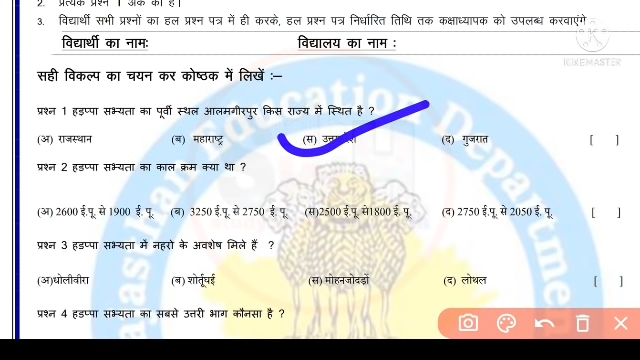 2. प्रत्येक प्रश्न 1 अंक का है।
3. विद्यार्थी सभी प्रश्नों का हल प्रश्न पत्र में ही करके, हल प्रश्न पत्र निर्धारित तिथि तक कक्षाध्यापक को उपलब्ध करवाएंगे
KINEMASTER
विद्यार्थी का नामः विद्यालय का नाम :
सही विकल्प का चयन कर कोष्ठक में लिखें :–
प्रश्न 1 हडप्पा सभ्यता का पूर्वी स्थल आलमगीरपुर किस राज्य में स्थित है ?
(अ) राजस्थान (ब) महाराष्ट्र (स) (द) गुजरात [ ]
प्रश्न 2 हडप्पा सभ्यता का काल क्रम क्या था ?
(अ) 2600 ई.पू. से 1900 ई. पू. (ब) 3250 ई.पू. से 2750 ई. पू. (स)2500 ई.पू. से1800 ई. पू. (द) 2750 ई.पू. से 2050 ई. पू. [ ]
प्रश्न 3 हडप्पा सभ्यता में नहरो के अवशेष मिले हैं ?
(अ)धोलीवीरा (ब) शोर्तूघई (स) मोहनजोदड़ों (द) लोथल [ ]
प्रश्न 4 हडप्पा सभ्यता का सबसे उत्तरी भाग कौनसा है ?